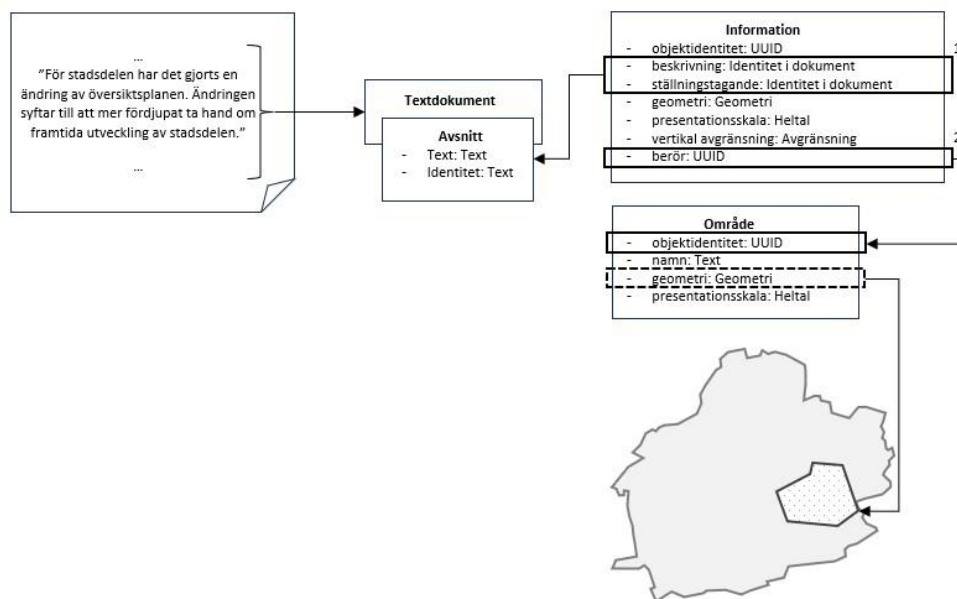 …
”För stadsdelen har det gjorts en
ändring av översiktsplanen. Ändringen
syftar till att mer fördjupat ta hand om
framtida utveckling av stadsdelen.”
…
Textdokument
Avsnitt
- Text: Text
- Identitet: Text
Information
- objektidentitet: UUID
1
- beskrivning: Identitet i dokument
- ställningstagande: Identitet i dokument
- geometri: Geometri
- presentationsskala: Heltal
- vertikal avgränsning: Avgränsning
2
- berör: UUID
Område
- objektidentitet: UUID
- namn: Text
- geometri: Geometri
- presentationsskala: Heltal